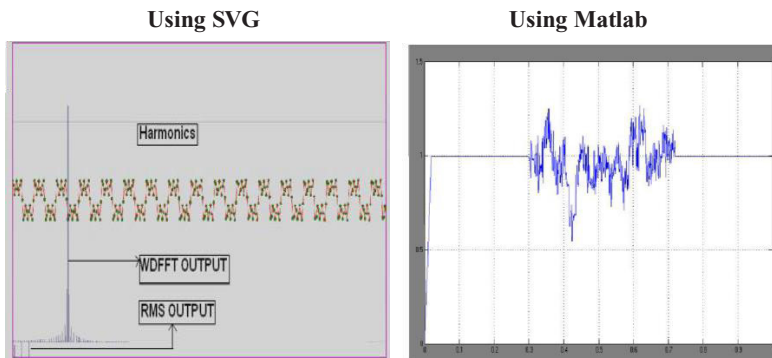 Using SVG
Using Matlab
Harmonics
WDFFT OUTPUT
RMS OUTPUT
1.5
1
0.5
0
0 0.1 0.2 0.3 0.4 0.5 0.6 0.7 0.8 0.9